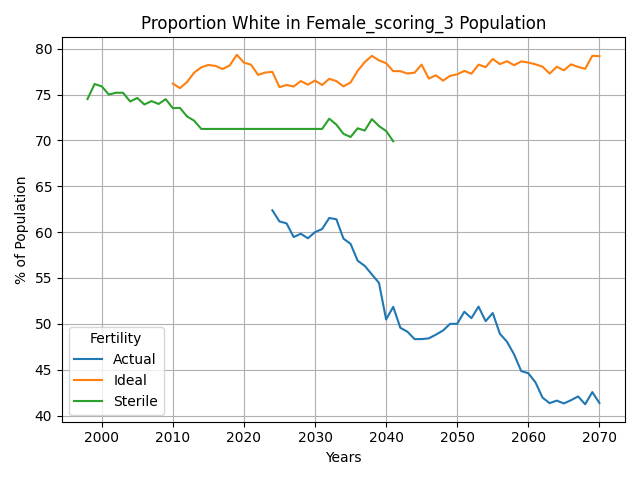 Proportion White in Female_scoring_3 Population
% of Population
80
75
70
65
60
55
50
45
40
Fertility
Actual
Ideal
Sterile
2000 2010 2020 2030 2040 2050 2060 2070
Years